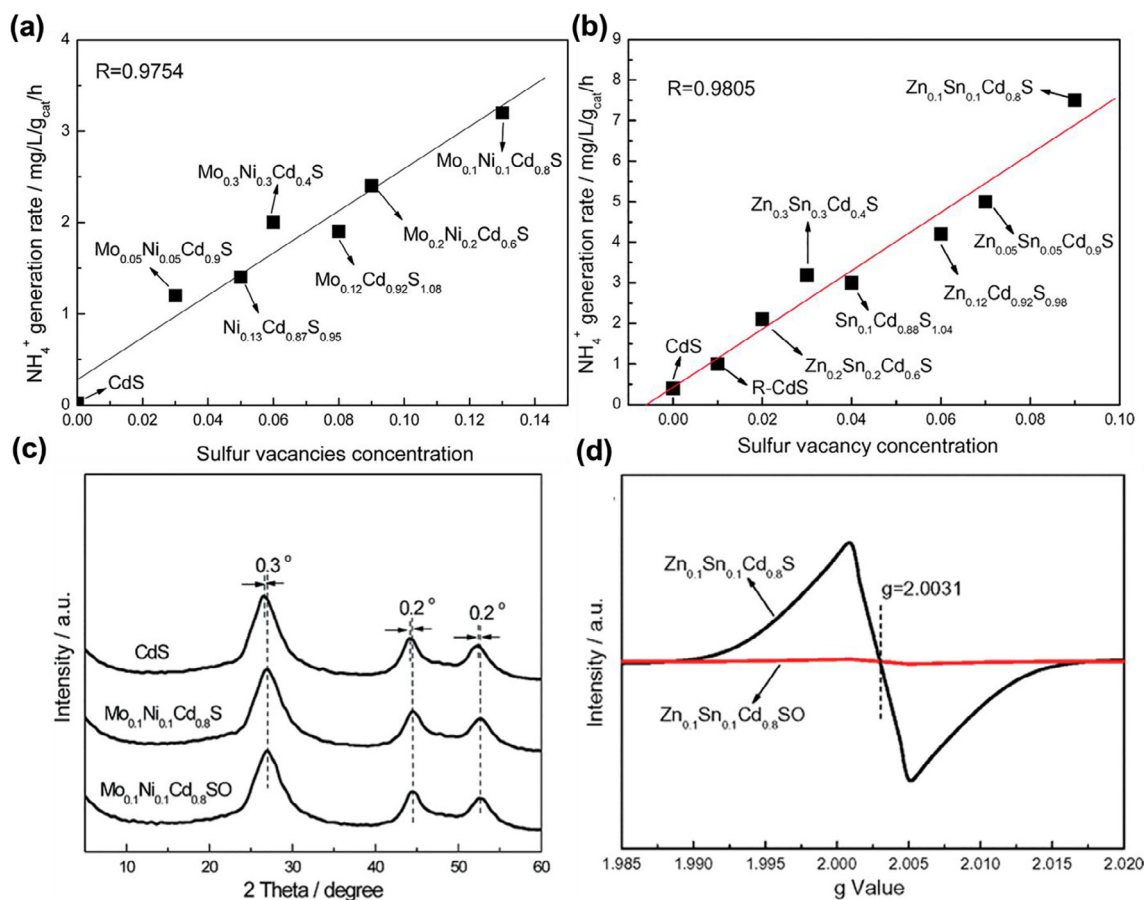 (a)
4
3
2
1
0
R=0.9754
Mo0.1Ni0.1Cd0.8S
Mo0.3Ni0.3Cd0.4S
Mo0.2Ni0.2Cd0.6S
Mo0.05Ni0.05Cd0.9S
Mo0.12Cd0.92S1.08
Ni0.13Cd0.87S0.95
CdS
NH4+ generation rate / mg/L/gcat/h
0.00 0.02 0.04 0.06 0.08 0.10 0.12 0.14
Sulfur vacancies concentration
(b)
9
8
7
6
5
4
3
2
1
0
R=0.9805
Zn0.1Sn0.1Cd0.8S
Zn0.3Sn0.3Cd0.4S
Zn0.05Sn0.05Cd0.9S
Zn0.12Cd0.92S0.98
Sn0.1Cd0.88S1.04
CdS
Zn0.2Sn0.2Cd0.6S
R-CdS
NH4+ generation rate / mg/L/gcat/h
0.00 0.02 0.04 0.06 0.08 0.10
Sulfur vacancy concentration
(c)
0.3 °
0.2 °
0.2 °
CdS
Mo0.1Ni0.1Cd0.8S
Mo0.1Ni0.1Cd0.8SO
Intensity / a.u.
10 20 30 40 50 60
2 Theta / degree
(d)
Zn0.1Sn0.1Cd0.8S
g=2.0031
Zn0.1Sn0.1Cd0.8SO
Intensity / a.u.
1.985 1.990 1.995 2.000 2.005 2.010 2.015 2.020
g Value